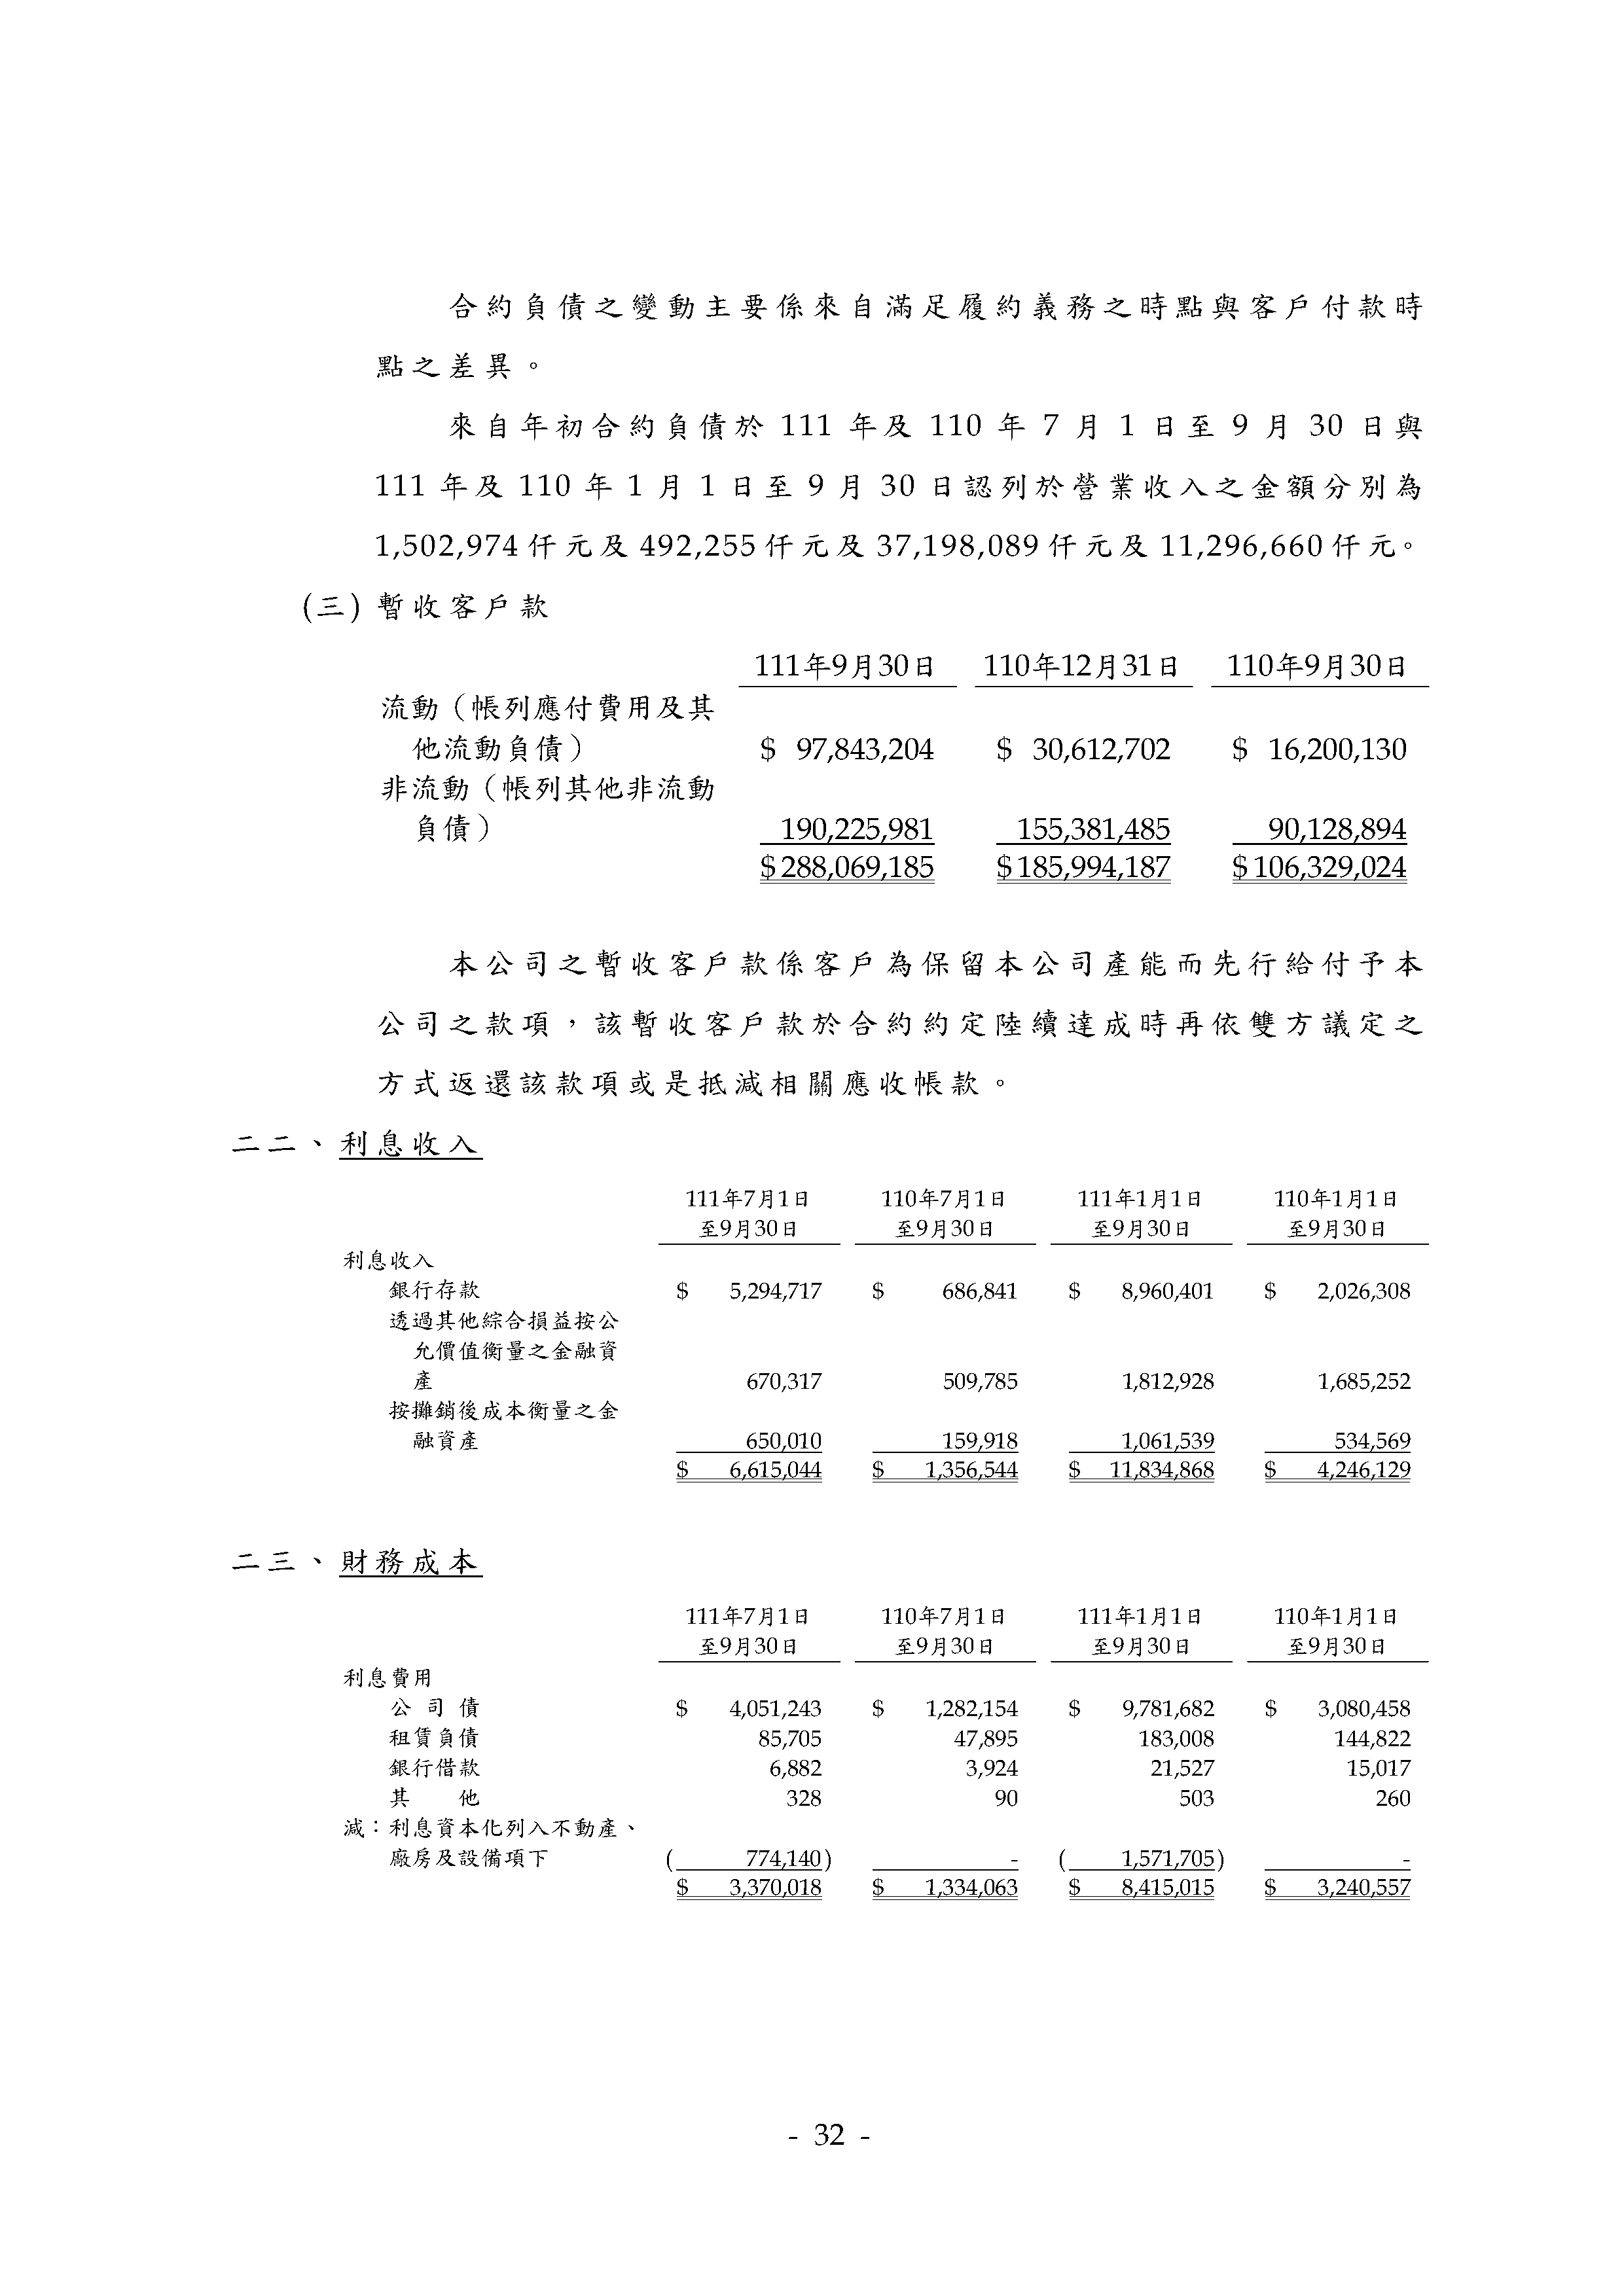 合約負債之變動主要係來自滿足履約義務之時點與客戶付款時
點之差異。
來自年初合約負債於 111 年及 110 年 7 月 1 日至 9 月 30 日與
111 年及 110 年 1 月 1 日至 9 月 30 日認列於營業收入之金額分別為
1,502,974 仟元及 492,255 仟元及 37,198,089 仟元及 11,296,660 仟元。
(三) 暫收客戶款
111年9月30日 110年12月31日 110年9月30日
流動（帳列應付費用及其
他流動負債） $ 97,843,204 $ 30,612,702 $ 16,200,130
非流動（帳列其他非流動
負債） 190,225,981 155,381,485 90,128,894
$288,069,185 $185,994,187 $106,329,024
本公司之暫收客戶款係客戶為保留本公司產能而先行給付予本
公司之款項，該暫收客戶款於合約約定陸續達成時再依雙方議定之
方式返還該款項或是抵減相關應收帳款。
二二、利息收入
111年7月1日 110年7月1日 111年1月1日 110年1月1日
至9月30日 至9月30日 至9月30日 至9月30日
利息收入
銀行存款 $ 5,294,717 $ 686,841 $ 8,960,401 $ 2,026,308
透過其他綜合損益按公
允價值衡量之金融資
產 670,317 509,785 1,812,928 1,685,252
按攤銷後成本衡量之金
融資產 650,010 159,918 1,061,539 534,569
$ 6,615,044 $ 1,356,544 $ 11,834,868 $ 4,246,129
二三、財務成本
111年7月1日 110年7月1日 111年1月1日 110年1月1日
至9月30日 至9月30日 至9月30日 至9月30日
利息費用
公 司 債 $ 4,051,243 $ 1,282,154 $ 9,781,682 $ 3,080,458
租賃負債 85,705 47,895 183,008 144,822
銀行借款 6,882 3,924 21,527 15,017
其 他 328 90 503 260
減：利息資本化列入不動產、
廠房及設備項下 ( 774,140) - ( 1,571,705) -
$ 3,370,018 $ 1,334,063 $ 8,415,015 $ 3,240,557
- 32 -